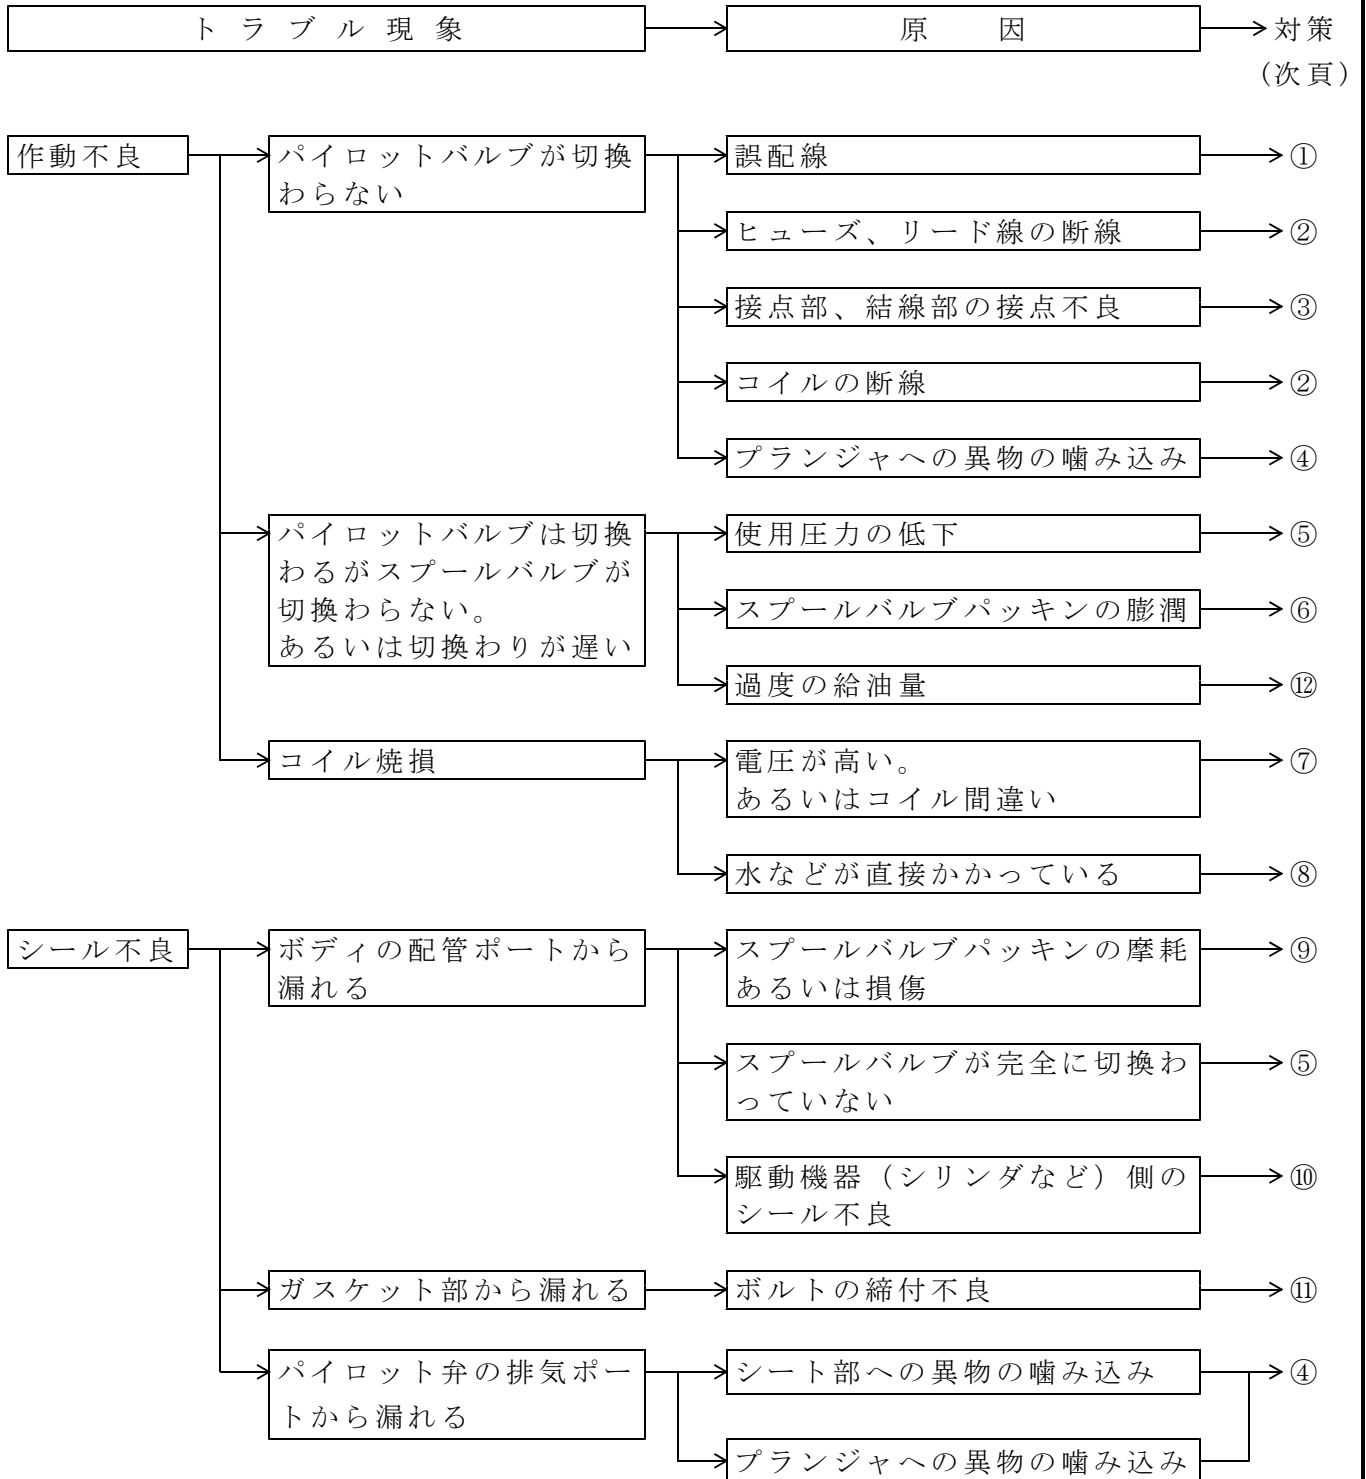 トラブル現象 原因 対策
(次頁)
作動不良 パイロットバルブが切換 誤配線 ①
わらない
ヒューズ、リード線の断線 ②
接点部、結線部の接点不良 ③
コイルの断線 ②
プランジャへの異物の噛み込み ④
パイロットバルブは切換 使用圧力の低下 ⑤
わるがスプールバルブが
切換わらない。 スプールバルブパッキンの膨潤 ⑥
あるいは切換わりが遅い
過度の給油量 ⑫
コイル焼損 電圧が高い。 ⑦
あるいはコイル間違い
水などが直接かかっている ⑧
シール不良 ボディの配管ポートから スプールバルブパッキンの摩耗 ⑨
漏れる あるいは損傷
スプールバルブが完全に切換わ ⑤
っていない
駆動機器(シリンダなど)側の ⑩
シール不良
ガスケット部から漏れる ボルトの締付不良 ⑪
パイロット弁の排気ポー シート部への異物の噛み込み ④
トから漏れる
プランジャへの異物の噛み込み